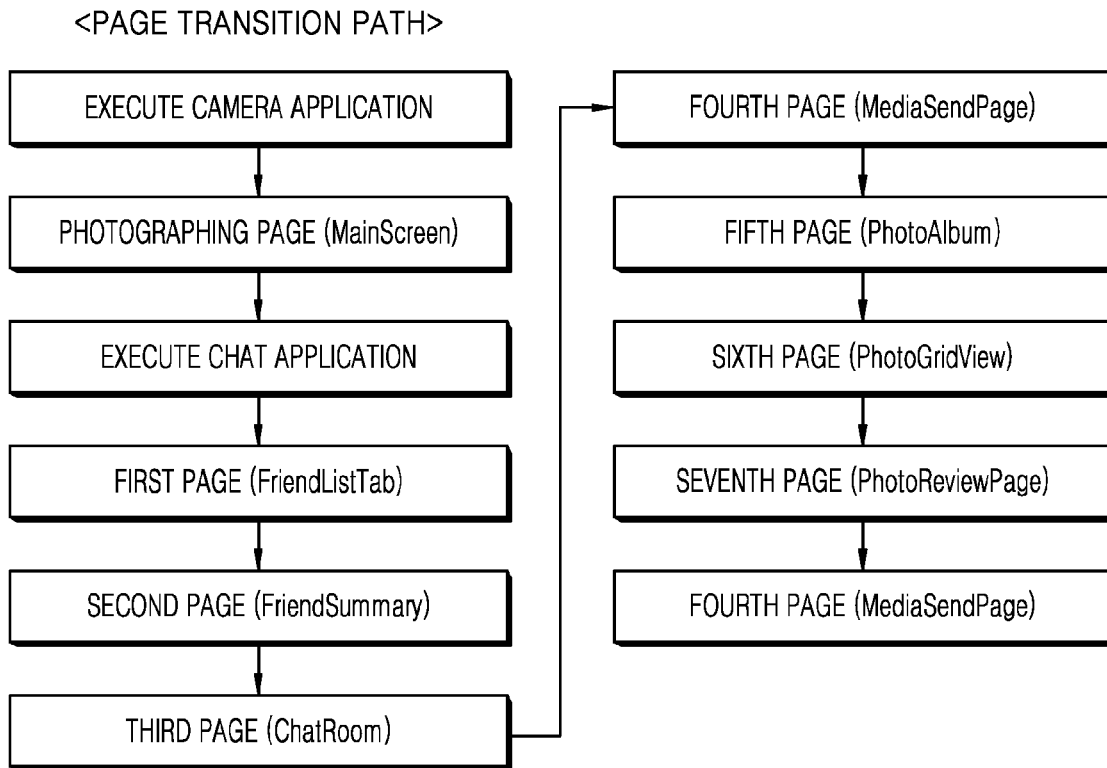 <PAGE TRANSITION PATH>
EXECUTE CAMERA APPLICATION
PHOTOGRAPHING PAGE (MainScreen)
EXECUTE CHAT APPLICATION
FIRST PAGE (FriendListTab)
SECOND PAGE (FriendSummary)
THIRD PAGE (ChatRoom)
FOURTH PAGE (MediaSendPage)
FIFTH PAGE (PhotoAlbum)
SIXTH PAGE (PhotoGridView)
SEVENTH PAGE (PhotoReviewPage)
FOURTH PAGE (MediaSendPage)